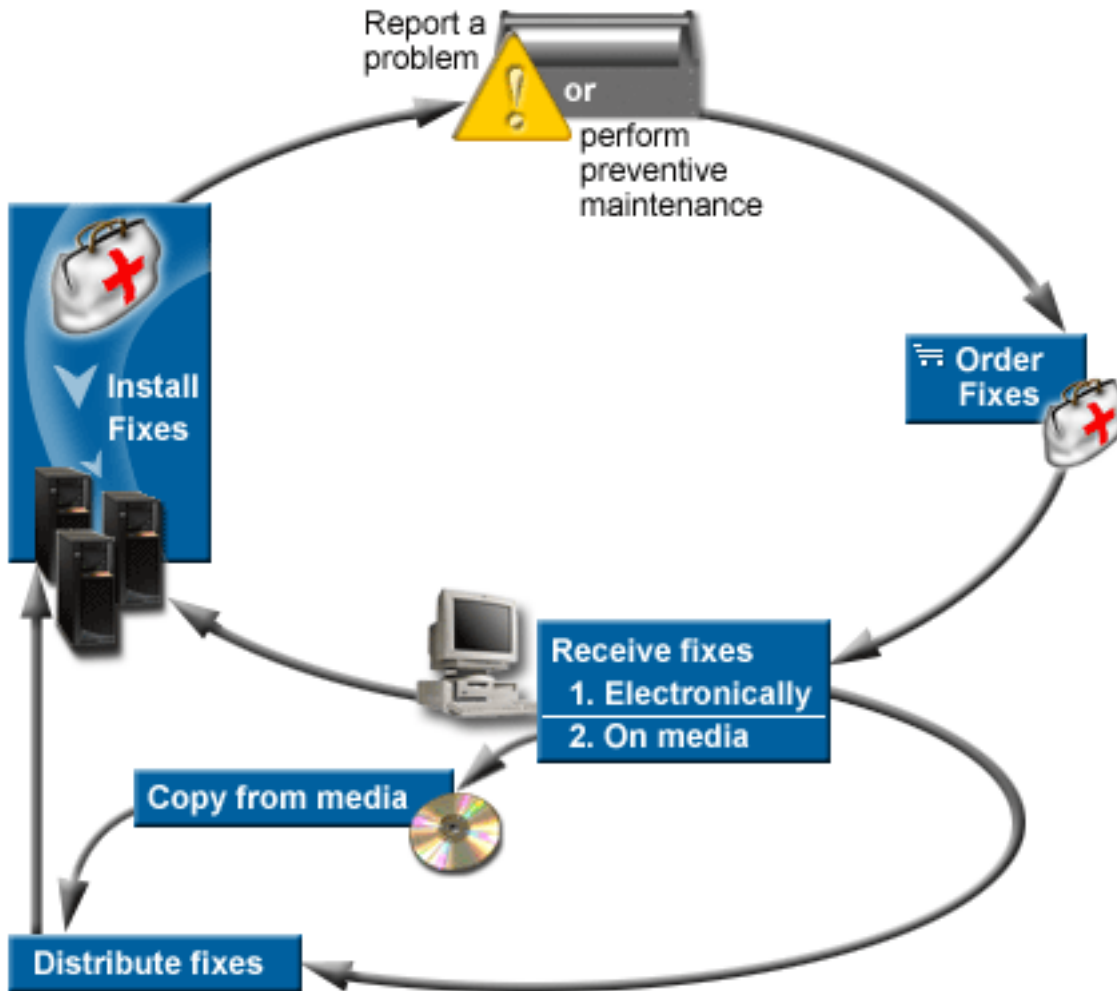 Report a
problem
or
perform
preventive
maintenance
Order
Fixes
Install
Fixes
Receive fixes
1. Electronically
2. On media
Copy from media
Distribute fixes